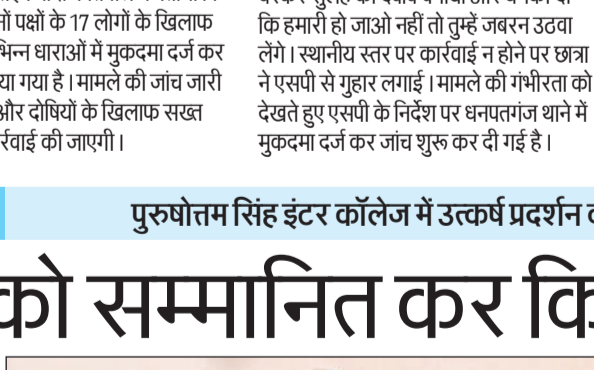 पक्षों के 17 लोगों के खिलाफ
धाराओं में मुकदमा दर्ज कर
गया है। मामले की जांच जारी
और दोषियों के खिलाफ सख्त
की जाएगी।
कि हमारी हो जाओ नहीं तो तुम्हें जबरन उठवा
लेंगे। स्थानीय स्तर पर कार्रवाई न होने पर छात्रा
ने एसपी से गुहार लगाई। मामले की गंभीरता को
देखते हुए एसपी के निर्देश पर धनपतगंज थाने में
मुकदमा दर्ज कर जांच शुरू कर दी गई है।
पुरुषोत्तम सिंह इंटर कॉलेज में उत्कर्ष प्रदर्शन
को सम्मानित कर